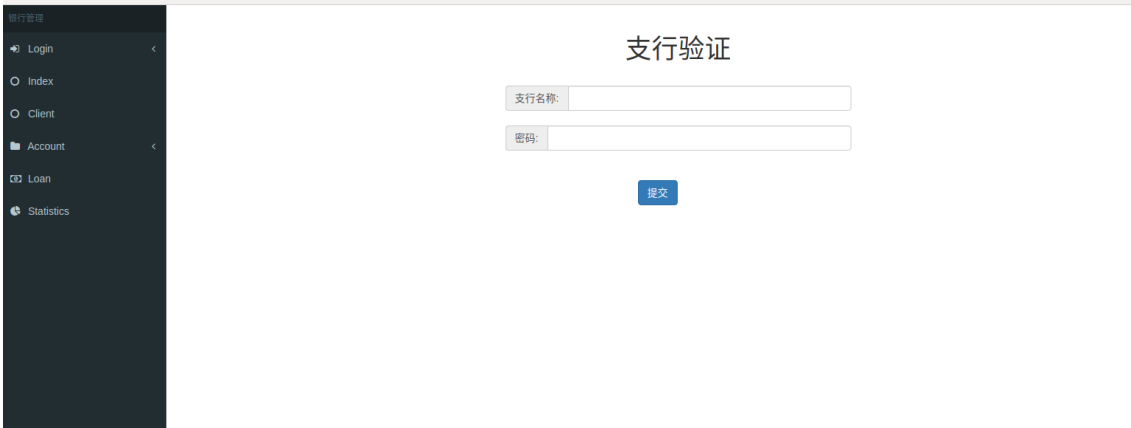 银行管理
Login
Index
Client
Account
Loan
Statistics
支行验证
支行名称:
密码:
提交